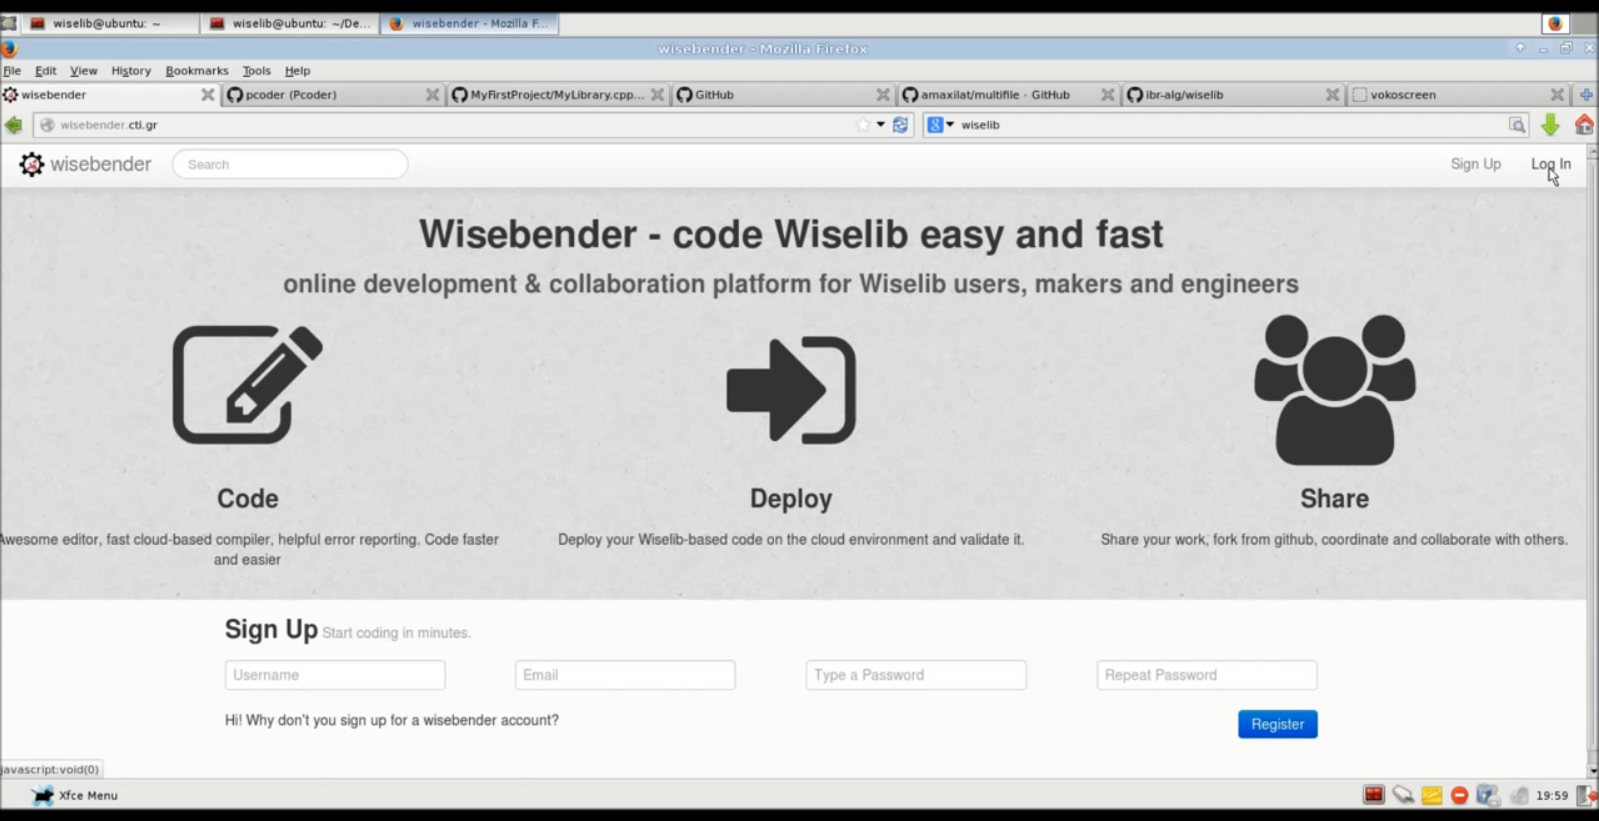 wiselib@ubuntu: ~
wiselib@ubuntu: ~/De...
wisebender - Mozilla F...
wisebender - Mozilla Firefox
File Edit View History Bookmarks Tools Help
wisebender
pcoder (Pcoder)
MyFirstProject/MyLibrary.cpp...
GitHub
amaxilat/multifile · GitHub
ibr-alg/wiselib
vokoscreen
wisebender.cti.gr
8
wiselib
wisebender
Search
Sign Up
Log In
Wisebender - code Wiselib easy and fast
online development & collaboration platform for Wiselib users, makers and engineers
Code
Deploy
Share
Awesome editor, fast cloud-based compiler, helpful error reporting. Code faster
and easier
Deploy your Wiselib-based code on the cloud environment and validate it.
Share your work, fork from github, coordinate and collaborate with others.
Sign Up Start coding in minutes.
Username
Email
Type a Password
Repeat Password
Hi! Why don't you sign up for a wisebender account?
Register
javascript:void(0)
Xfce Menu
19:59